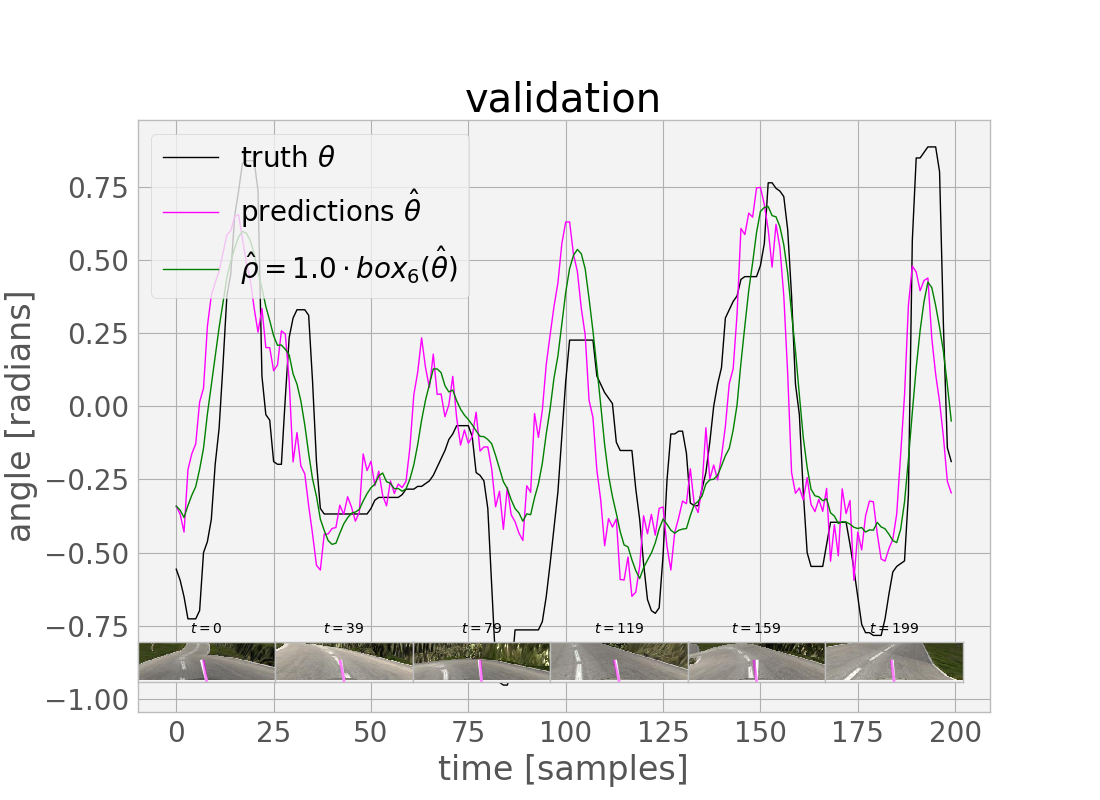 validation
truth θ
predictions θ̂
ρ̂ = 1.0 · box₆(θ̂)
angle [radians]
0.75
0.50
0.25
0.00
−0.25
−0.50
−0.75
−1.00
t = 0 t = 39 t = 79 t = 119 t = 159 t = 199
0 25 50 75 100 125 150 175 200
time [samples]